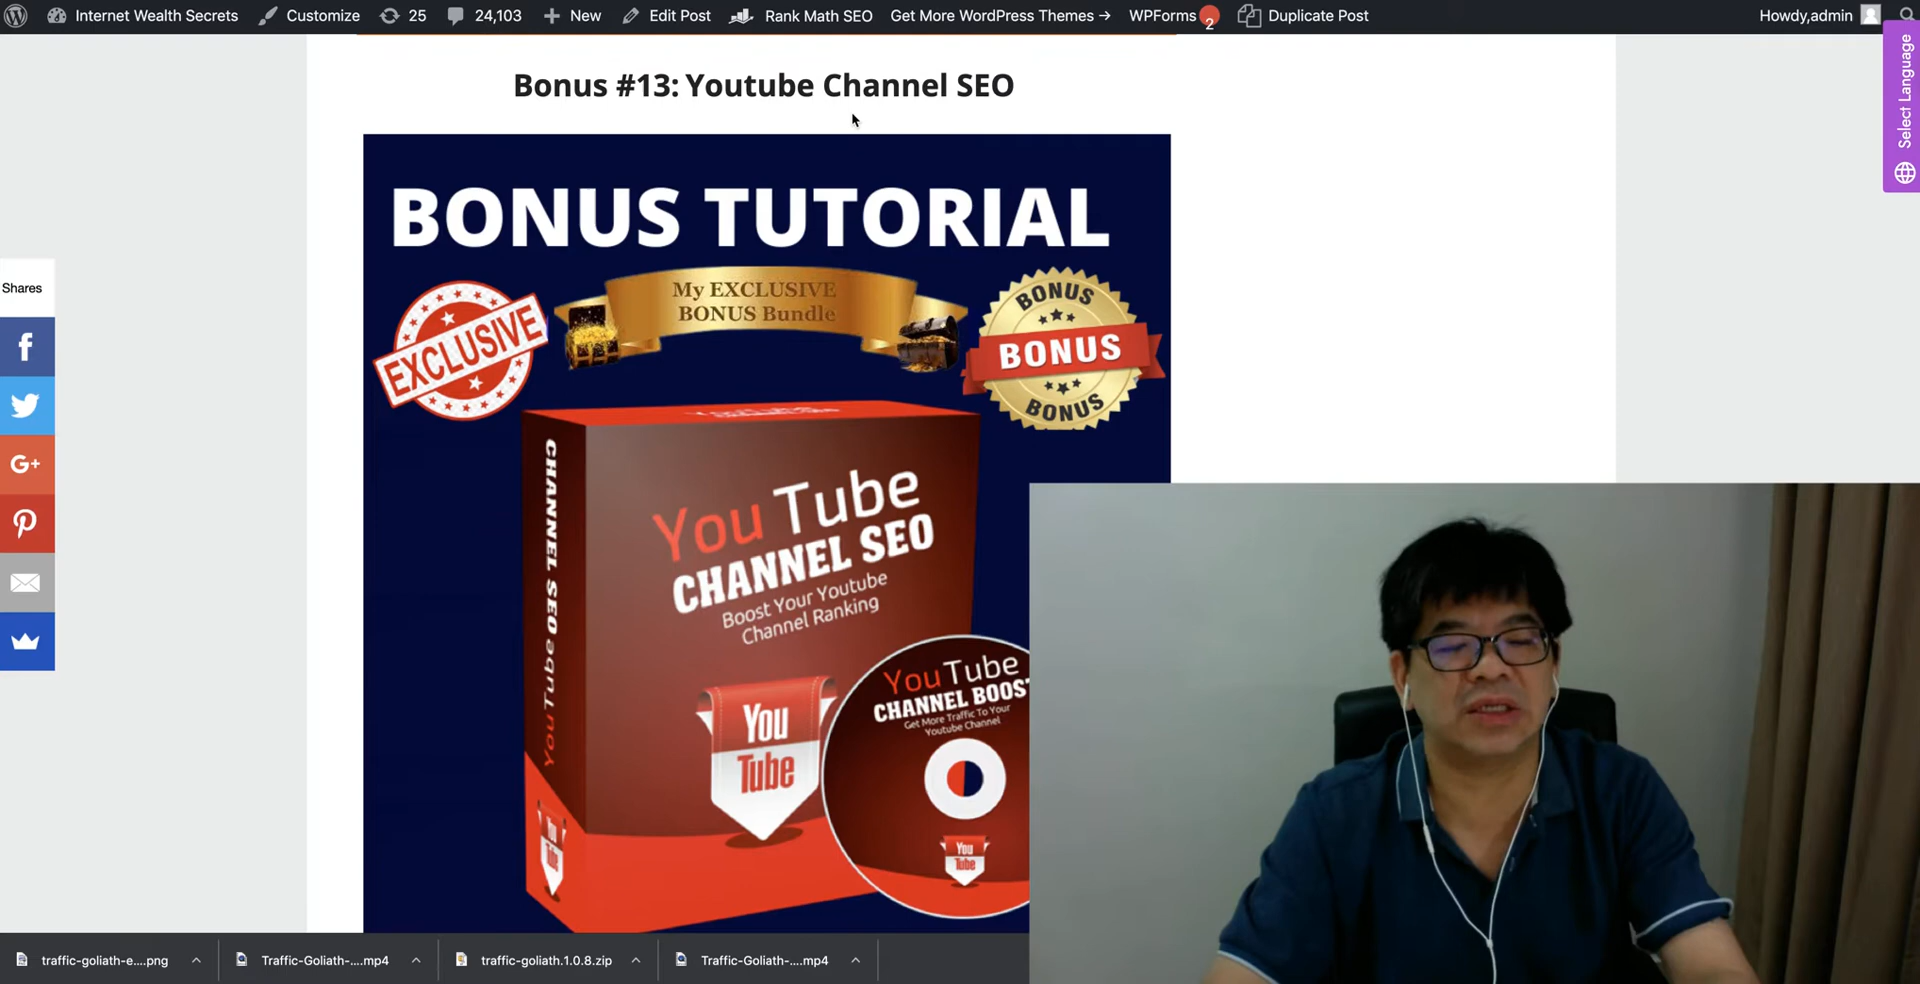 Internet Wealth Secrets Customize 25 24,103 New Edit Post Rank Math SEO Get More WordPress Themes → WPForms 2 Duplicate Post Howdy,admin
Select Language
Bonus #13: Youtube Channel SEO
BONUS TUTORIAL
My EXCLUSIVE
BONUS Bundle
EXCLUSIVE
BONUS
BONUS
BONUS
Shares
f
G+
YouTube
CHANNEL SEO
Boost Your Youtube
Channel Ranking
CHANNEL SEO
YouTube
You
Tube
YouTube
CHANNEL BOOST
Get More Traffic To Your
Youtube Channel
You
Tube
You
Tube
traffic-goliath-e....png
Traffic-Goliath-....mp4
traffic-goliath.1.0.8.zip
Traffic-Goliath-....mp4